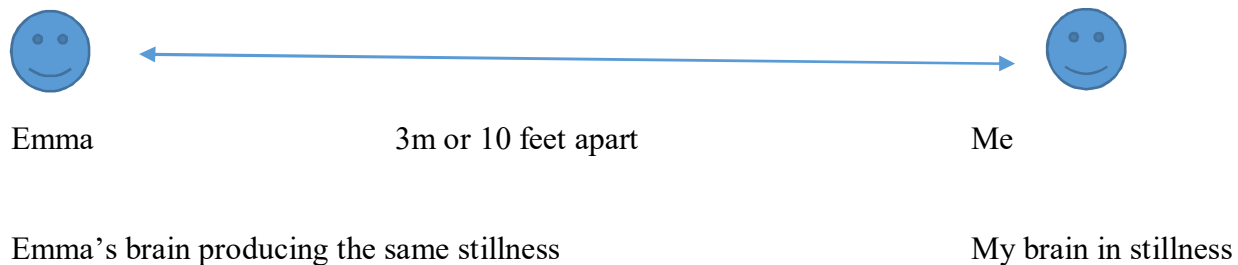 Emma 3m or 10 feet apart Me
Emma’s brain producing the same stillness My brain in stillness